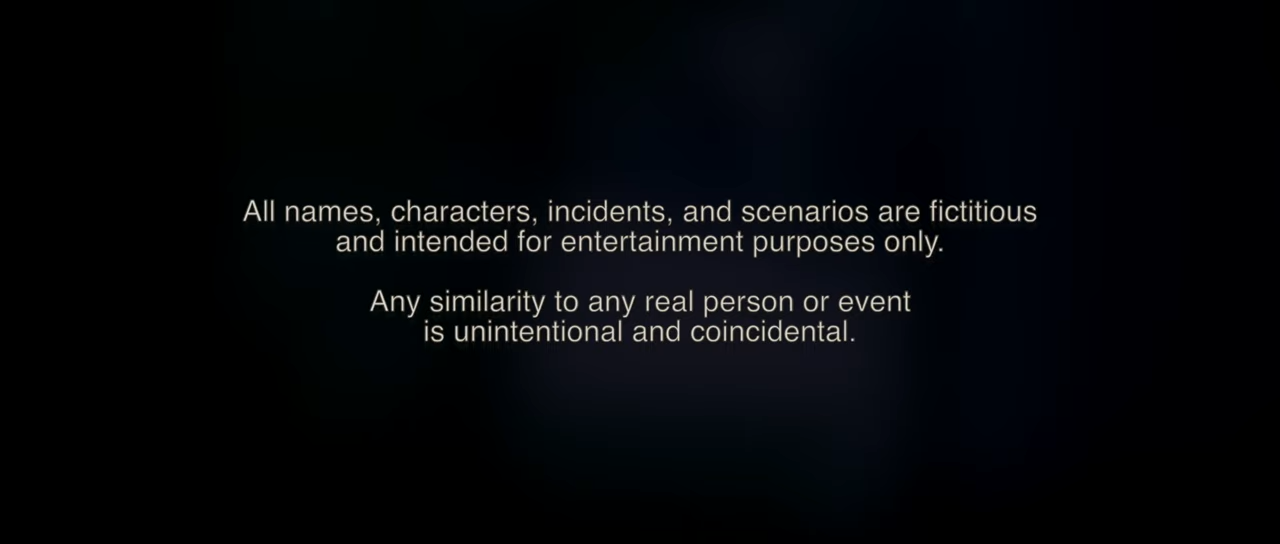 All names, characters, incidents, and scenarios are fictitious
and intended for entertainment purposes only.
Any similarity to any real person or event
is unintentional and coincidental.